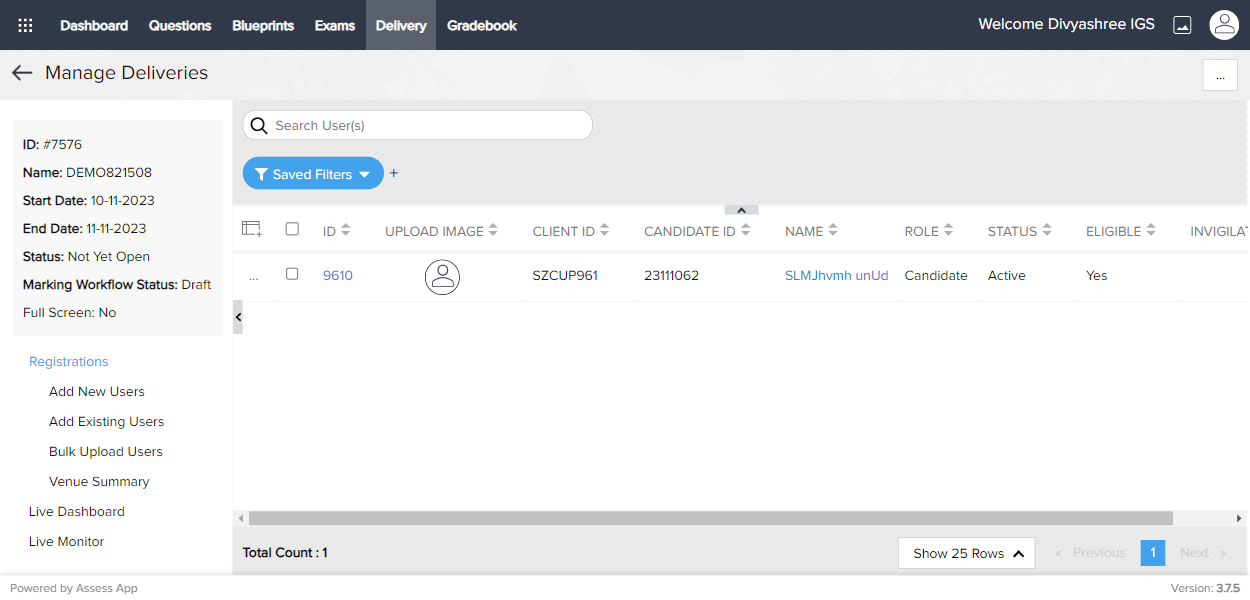 Dashboard Questions Blueprints Exams Delivery Gradebook Welcome Divyashree IGS
Manage Deliveries ...
ID: #7576
Name: DEMO821508
Start Date: 10-11-2023
End Date: 11-11-2023
Status: Not Yet Open
Marking Workflow Status: Draft
Full Screen: No
Registrations
Add New Users
Add Existing Users
Bulk Upload Users
Venue Summary
Live Dashboard
Live Monitor
Search User(s)
Saved Filters +
ID UPLOAD IMAGE CLIENT ID CANDIDATE ID NAME ROLE STATUS ELIGIBLE INVIGILAT
... 9610 SZCUP961 23111062 SLMJhvmh unUd Candidate Active Yes
Total Count : 1 Show 25 Rows « Previous 1 Next »
Powered by Assess App Version: 3.7.5